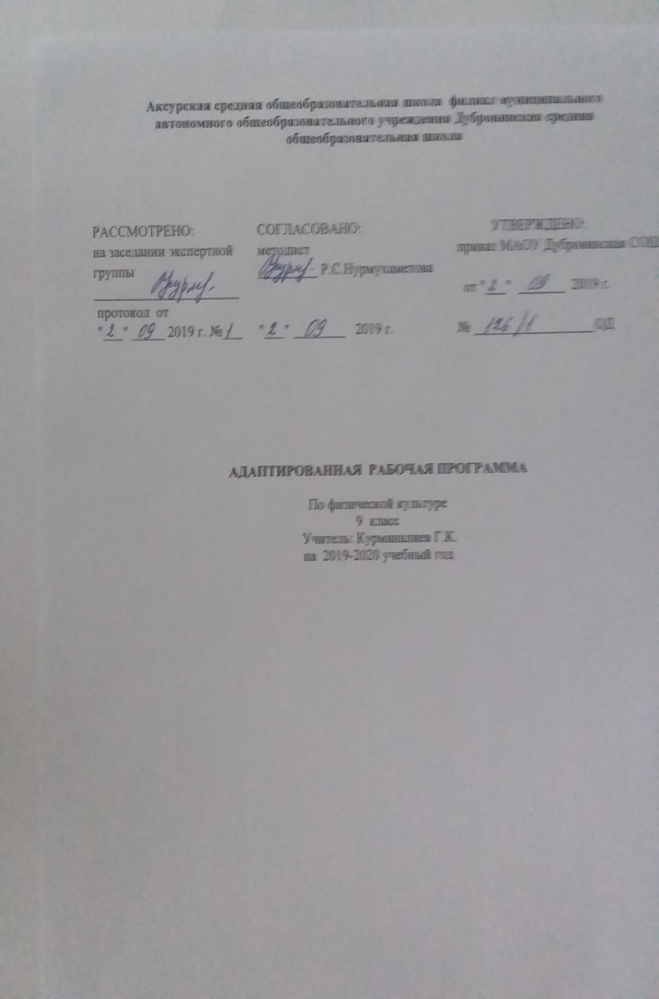 Аксурская средняя общеобразовательная школа филиал муниципального
автономного общеобразовательного учреждения Дубровинская средняя
общеобразовательная школа
РАССМОТРЕНО:
на заседании экспертной
группы
протокол от
"2" 09 2019 г. №1
СОГЛАСОВАНО:
методист
Р.С.Нурмухаметова
"2" 09 2019 г.
УТВЕРЖДЕНО:
приказ МАОУ Дубровинская СОШ
от "2" 09 2019 г.
№ 126/1 ОД
АДАПТИРОВАННАЯ РАБОЧАЯ ПРОГРАММА
По физической культуре
9 класс
Учитель: Курманалиев Г.К.
на 2019-2020 учебный год